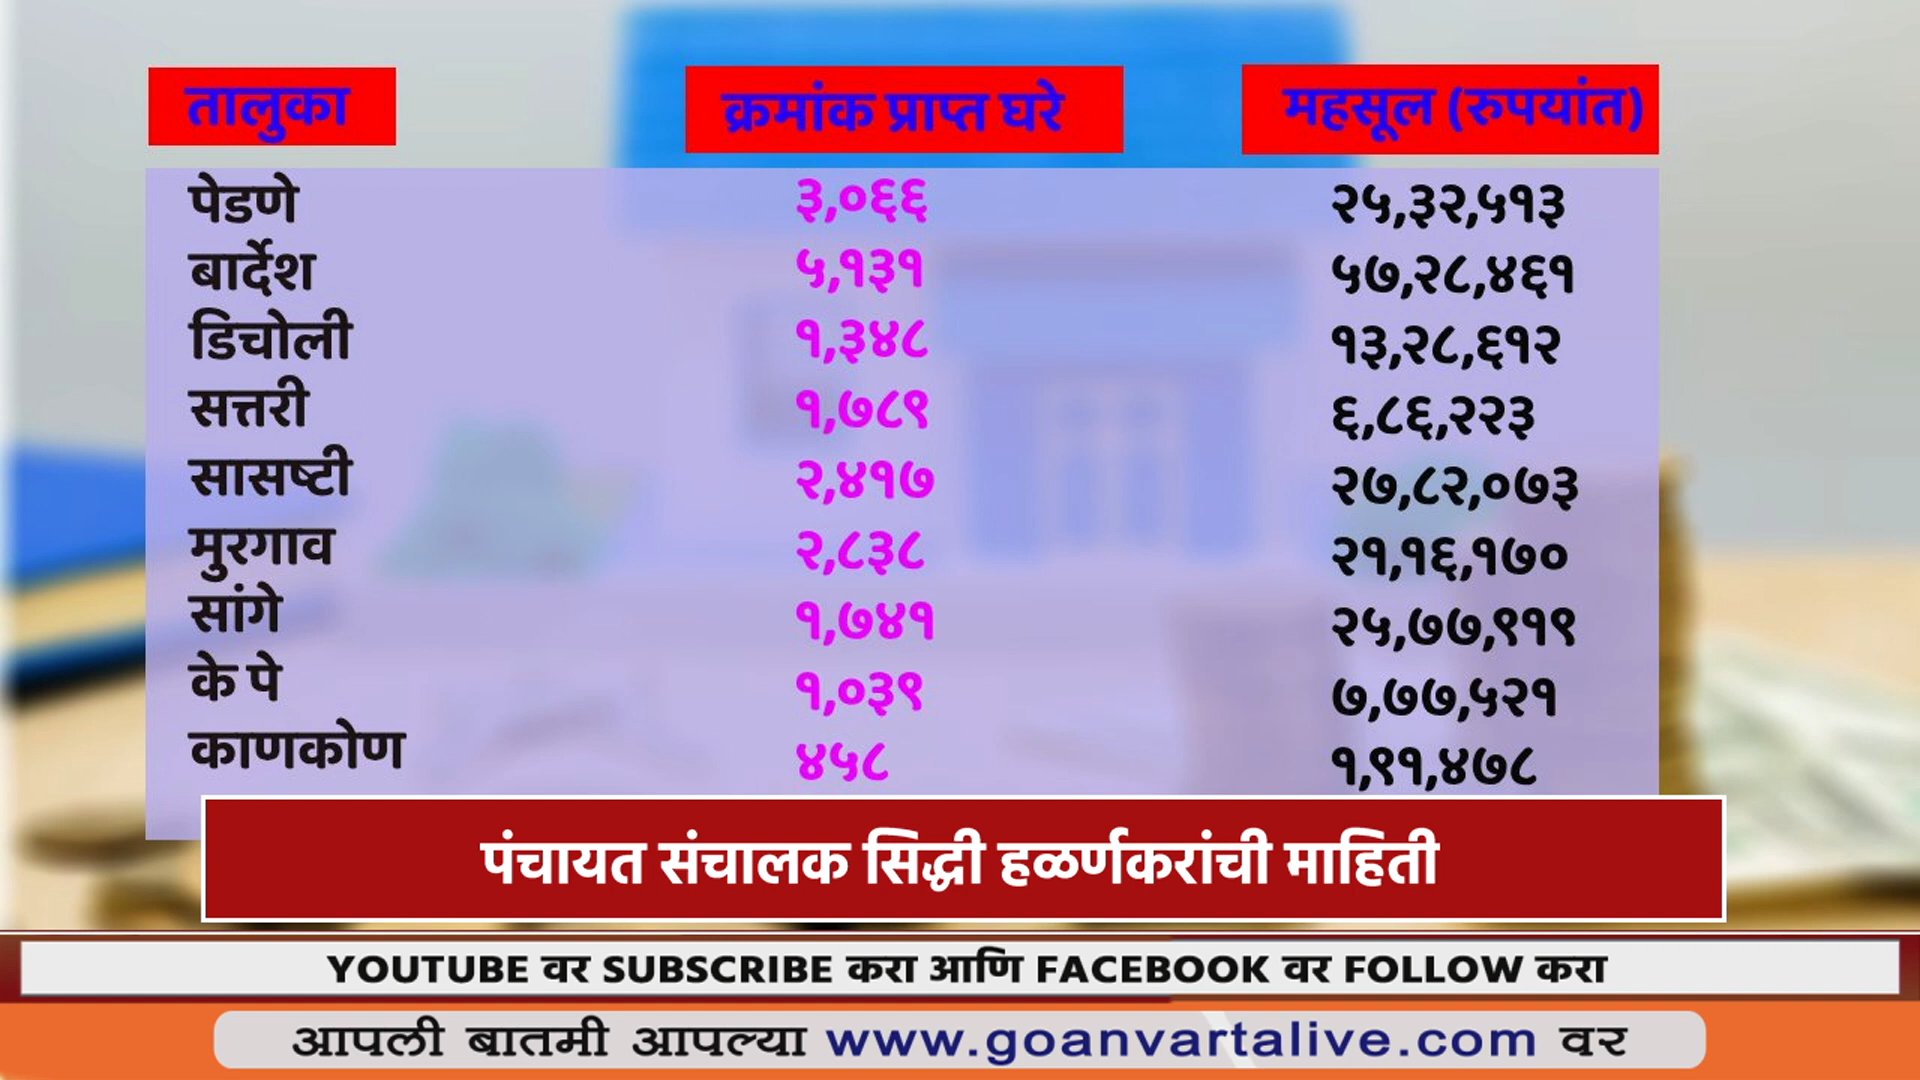 तालुका क्रमांक प्राप्त घरे महसूल (रुपयांत)
पेडणे ३,०६६ २५,३२,५१३
बार्देश ५,१३१ ५७,२८,४६१
डिचोली १,३४८ १३,२८,६१२
सत्तरी १,७८९ ६,८६,२२३
सासष्टी २,४१७ २७,८२,०७३
मुरगाव २,८३८ २१,१६,१७०
सांगे १,७४१ २५,७७,९१९
के पे १,०३९ ७,७७,५२१
काणकोण ४५८ १,९१,४७८
पंचायत संचालक सिद्धी हळर्णकरांची माहिती
YOUTUBE वर SUBSCRIBE करा आणि FACEBOOK वर FOLLOW करा
आपली बातमी आपल्या www.goanvartalive.com वर